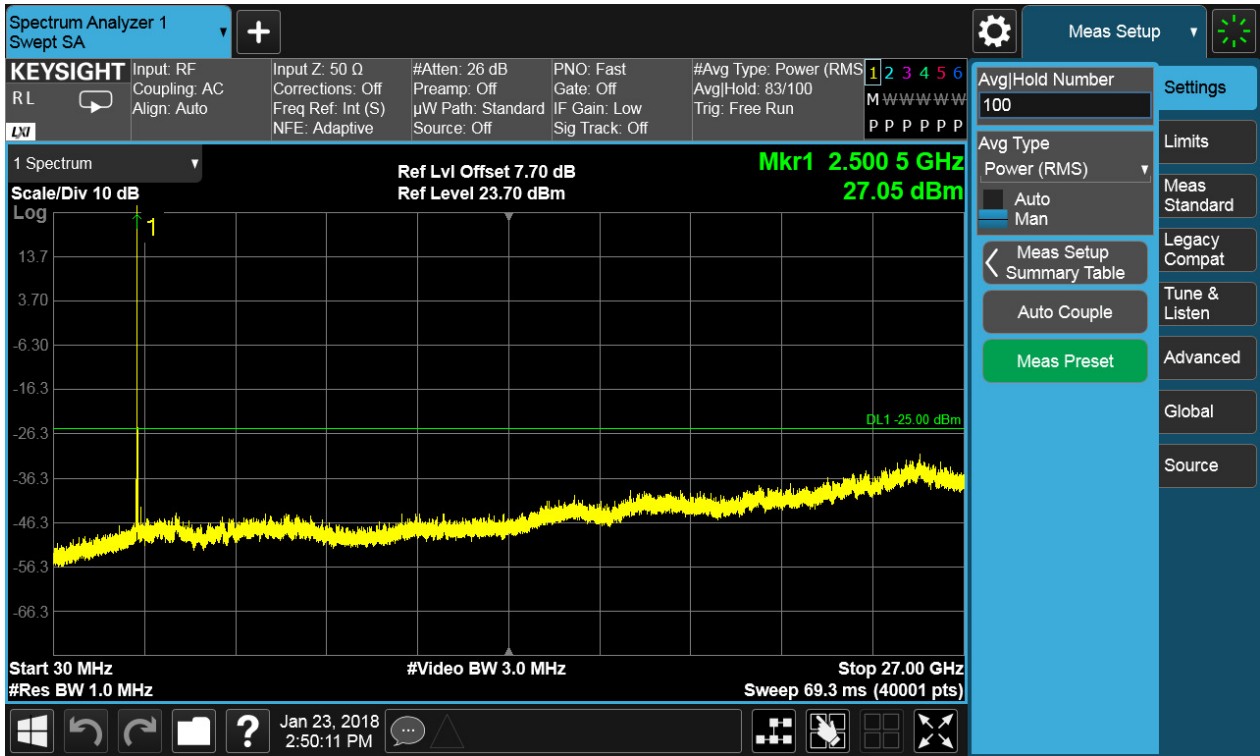 Spectrum Analyzer 1
Swept SA
+
Meas Setup
KEYSIGHT
RL
LXI
Input: RF
Coupling: AC
Align: Auto
Input Z: 50 Ω
Corrections: Off
Freq Ref: Int (S)
NFE: Adaptive
#Atten: 26 dB
Preamp: Off
µW Path: Standard
Source: Off
PNO: Fast
Gate: Off
IF Gain: Low
Sig Track: Off
#Avg Type: Power (RMS
Avg|Hold: 83/100
Trig: Free Run
1 2 3 4 5 6
M W W W W W
P P P P P P
1 Spectrum
Scale/Div 10 dB
Ref Lvl Offset 7.70 dB
Ref Level 23.70 dBm
Mkr1 2.500 5 GHz
27.05 dBm
Log
1
13.7
3.70
-6.30
-16.3
DL1 -25.00 dBm
-26.3
-36.3
-46.3
-56.3
-66.3
Start 30 MHz
#Video BW 3.0 MHz
Stop 27.00 GHz
#Res BW 1.0 MHz
Sweep 69.3 ms (40001 pts)
Avg|Hold Number
100
Avg Type
Power (RMS)
Auto
Man
Meas Setup
Summary Table
Auto Couple
Meas Preset
Settings
Limits
Meas
Standard
Legacy
Compat
Tune &
Listen
Advanced
Global
Source
?
Jan 23, 2018
2:50:11 PM